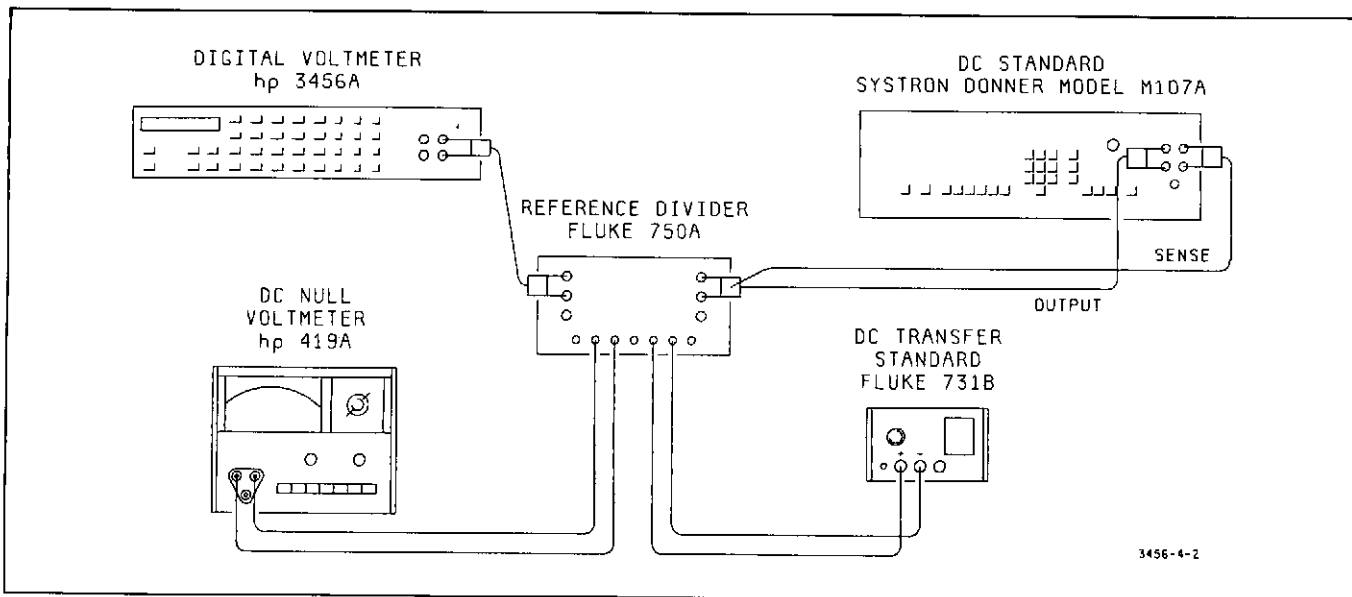 DIGITAL VOLTMETER
hp 3456A
DC STANDARD
SYSTRON DONNER MODEL M107A
REFERENCE DIVIDER
FLUKE 750A
SENSE
OUTPUT
DC NULL
VOLTMETER
hp 419A
DC TRANSFER
STANDARD
FLUKE 731B
+ −
3456-4-2